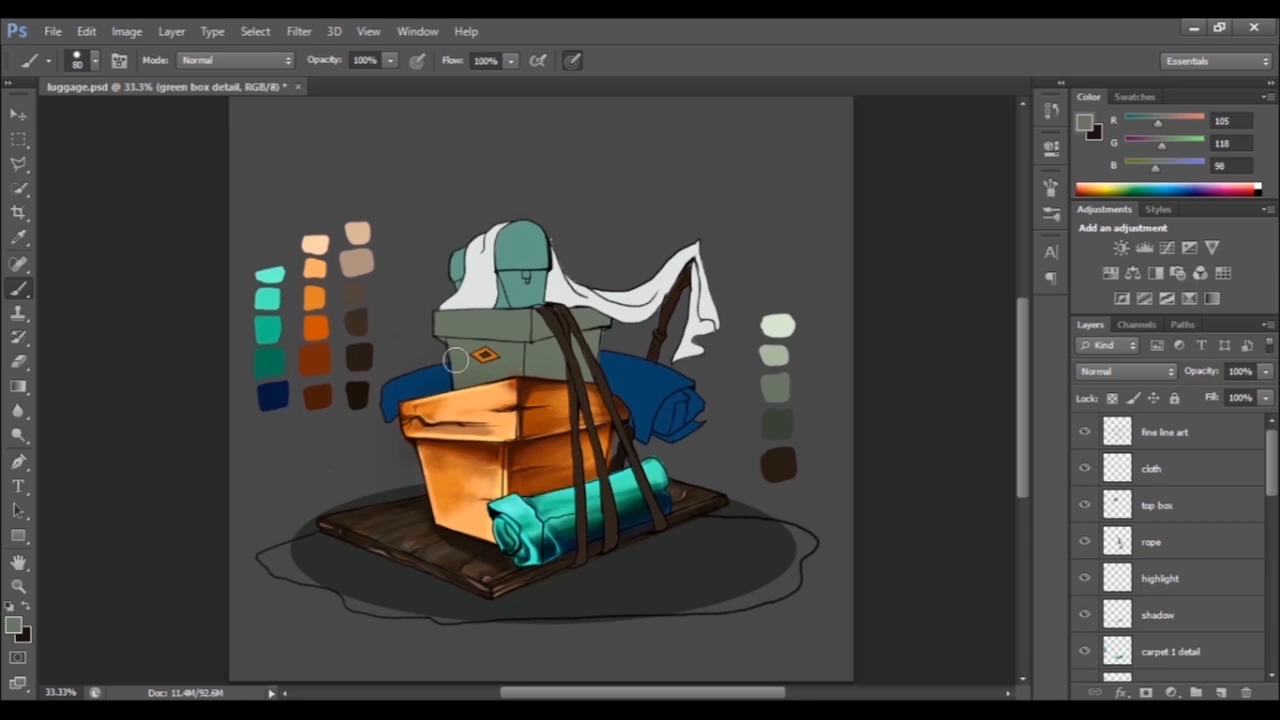 Ps File Edit Image Layer Type Select Filter 3D View Window Help
80 Mode: Normal Opacity: 100% Flow: 100% Essentials
luggage.psd @ 33.3% (green box detail, RGB/8) * ×
Color Swatches
R 105
G 118
B 98
Adjustments Styles
Add an adjustment
A
Layers Channels Paths
Kind
Normal Opacity: 100%
Lock: Fill: 100%
fine line art
cloth
top box
rope
highlight
shadow
carpet 1 detail
33.33% Doc: 11.4M/92.6M
fx